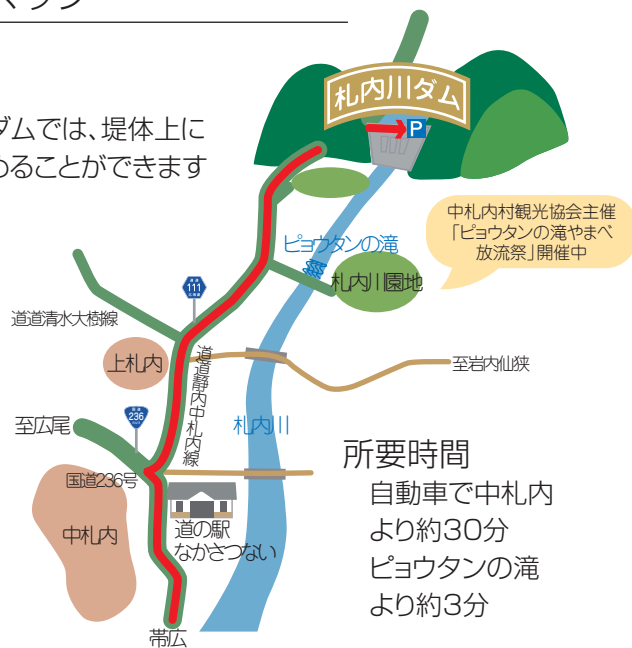 マップ
ダムでは、堤体上に
めることができます
札内川ダム
P
中札内村観光協会主催
「ピョウタンの滝やまべ
放流祭」開催中
ピョウタンの滝
札内川園地
111
道道清水大樹線
上札内
道道静内中札内線
至岩内仙狭
236
至広尾
札内川
国道236号
中札内
道の駅
なかさつない
帯広
所要時間
自動車で中札内
より約30分
ピョウタンの滝
より約3分